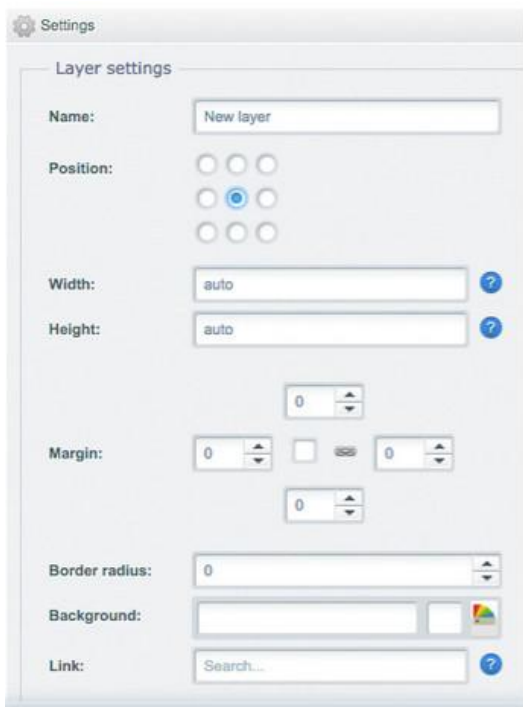 Settings
Layer settings
Name: New layer
Position:
Width: auto ?
Height: auto ?
0
Margin: 0 0
0
Border radius: 0
Background:
Link: Search... ?